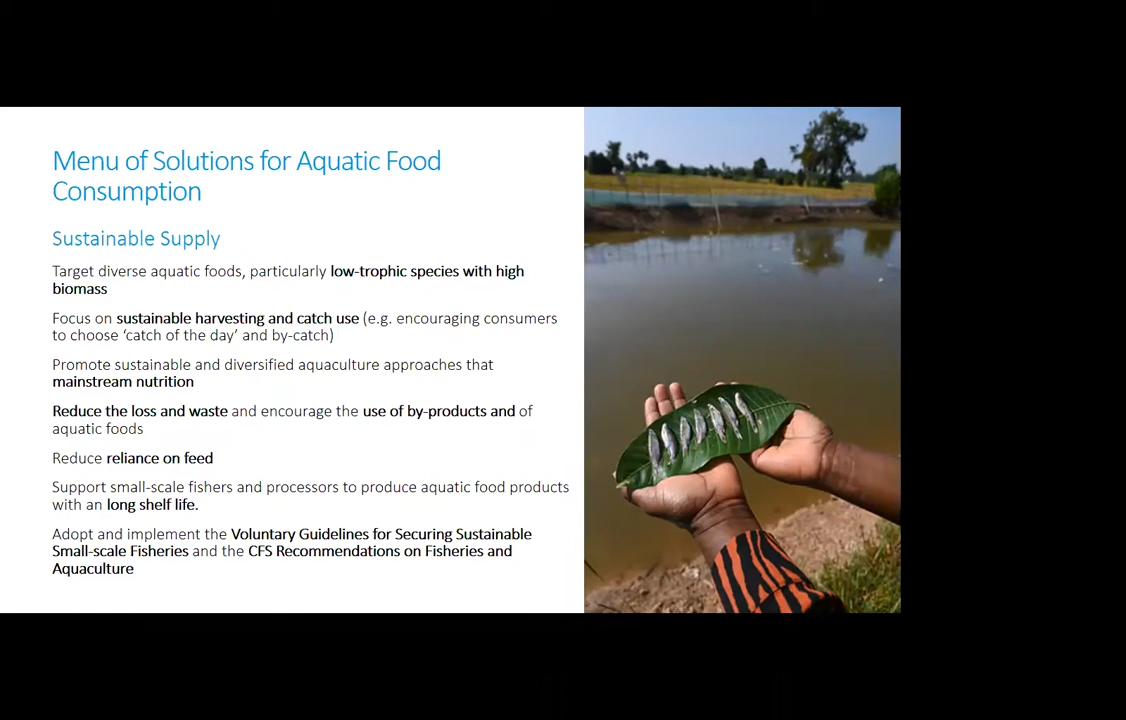 Menu of Solutions for Aquatic Food
Consumption
Sustainable Supply
Target diverse aquatic foods, particularly low-trophic species with high
biomass
Focus on sustainable harvesting and catch use (e.g. encouraging consumers
to choose ‘catch of the day’ and by-catch)
Promote sustainable and diversified aquaculture approaches that
mainstream nutrition
Reduce the loss and waste and encourage the use of by-products and of
aquatic foods
Reduce reliance on feed
Support small-scale fishers and processors to produce aquatic food products
with an long shelf life.
Adopt and implement the Voluntary Guidelines for Securing Sustainable
Small-scale Fisheries and the CFS Recommendations on Fisheries and
Aquaculture